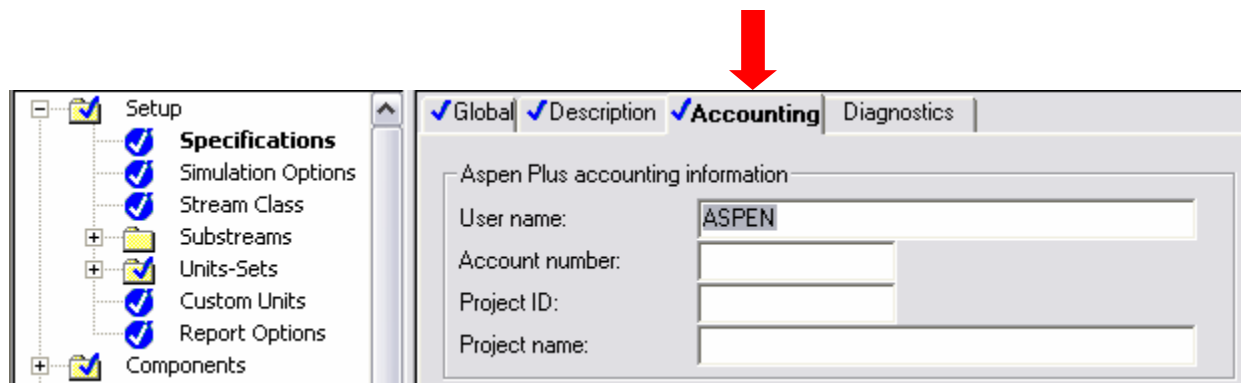 Setup
Specifications
Simulation Options
Stream Class
Substreams
Units-Sets
Custom Units
Report Options
Components
Global Description Accounting Diagnostics
Aspen Plus accounting information
User name: ASPEN
Account number:
Project ID:
Project name: